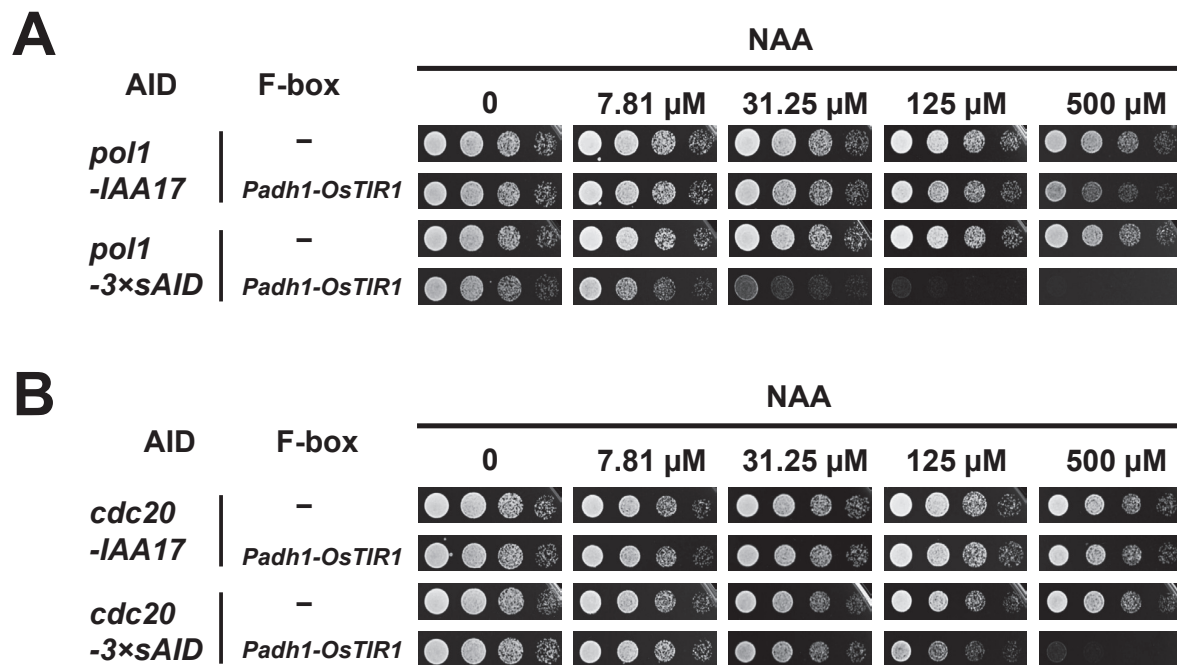 A
NAA
AID F-box
0 7.81 μM 31.25 μM 125 μM 500 μM
pol1
-IAA17
–
Padh1-OsTIR1
pol1
-3×sAID
–
Padh1-OsTIR1
B
NAA
AID F-box
0 7.81 μM 31.25 μM 125 μM 500 μM
cdc20
-IAA17
–
Padh1-OsTIR1
cdc20
-3×sAID
–
Padh1-OsTIR1